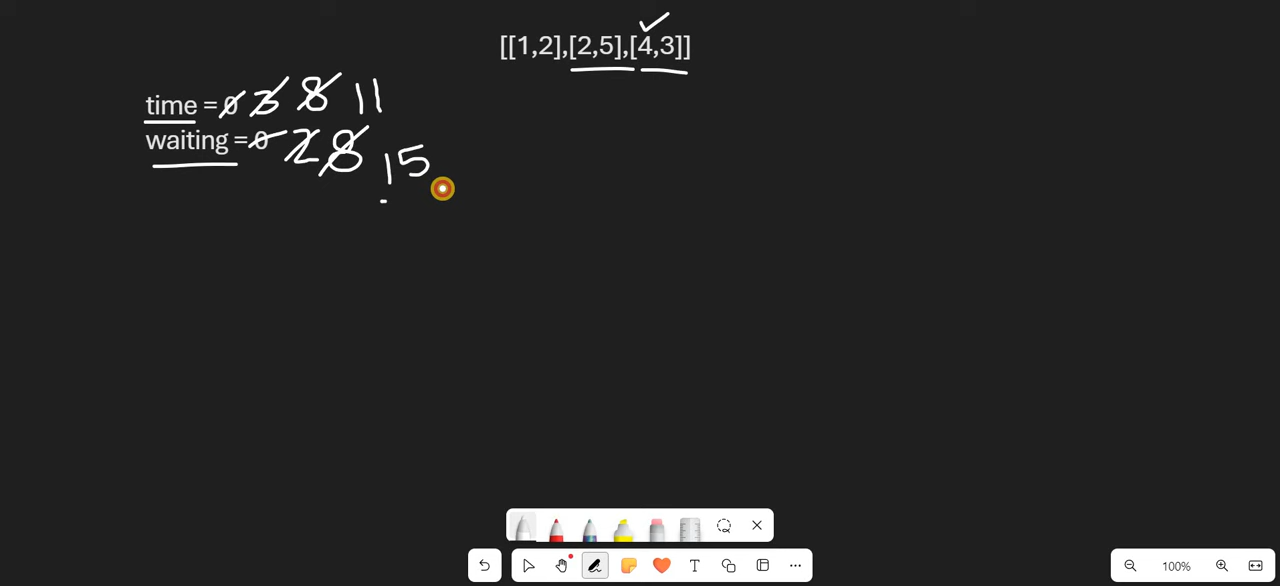 [[1,2],[2,5],[4,3]]
time = 0 3 8 11
waiting = 0 2 8 15
100%